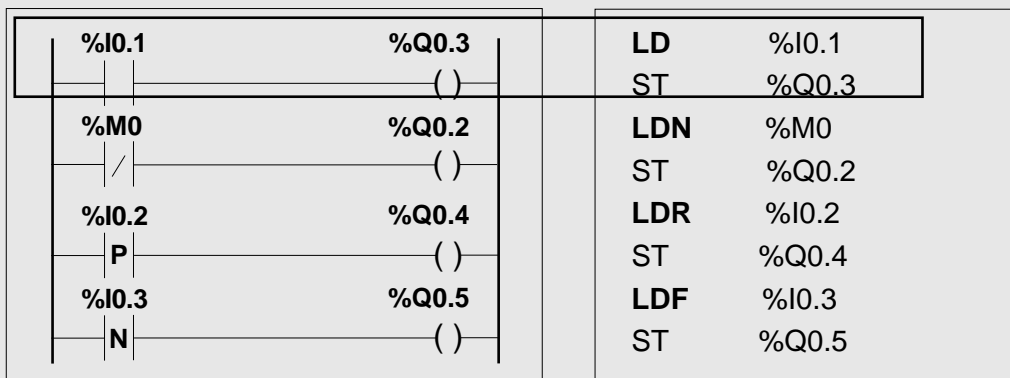 %I0.1 %Q0.3
( )
%M0 %Q0.2
/ ( )
%I0.2 %Q0.4
P ( )
%I0.3 %Q0.5
N ( )
LD %I0.1
ST %Q0.3
LDN %M0
ST %Q0.2
LDR %I0.2
ST %Q0.4
LDF %I0.3
ST %Q0.5